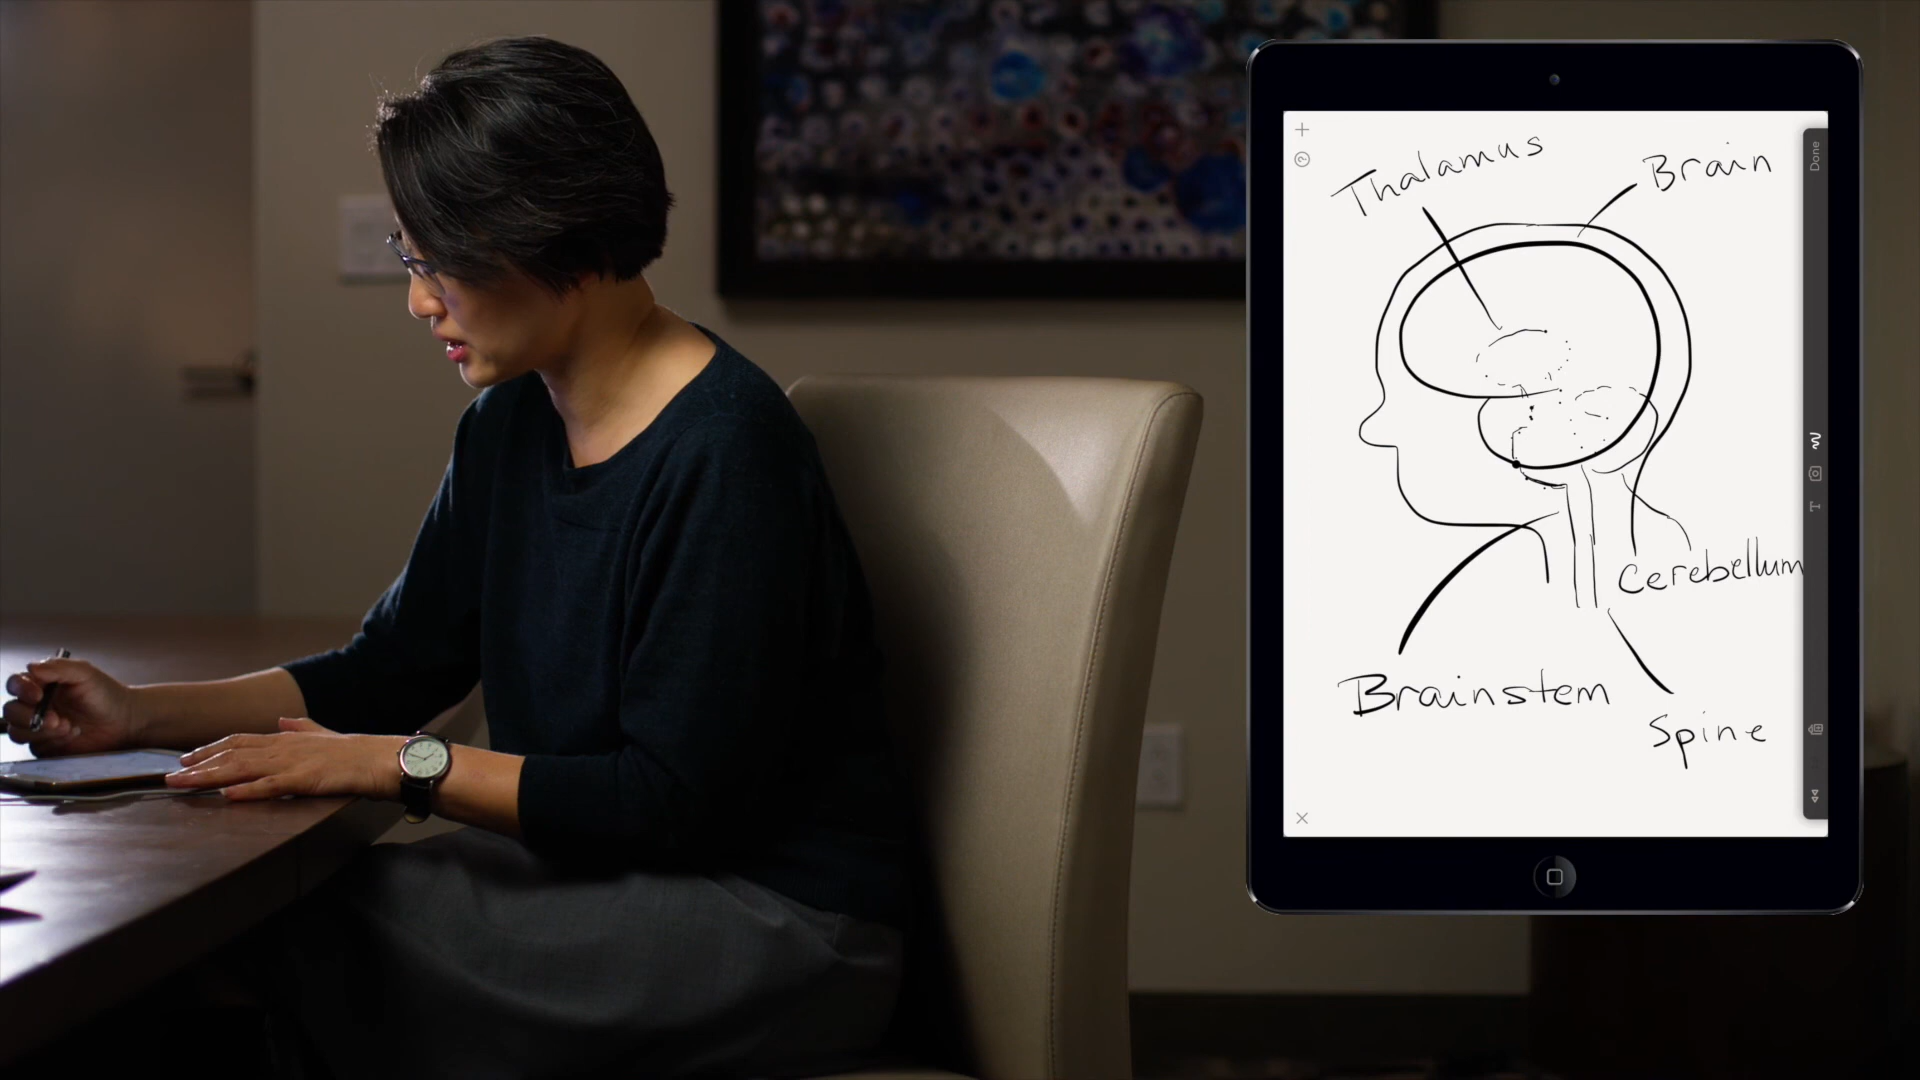 Thalamus
Brain
Done
T
Cerebellum
Brainstem
Spine